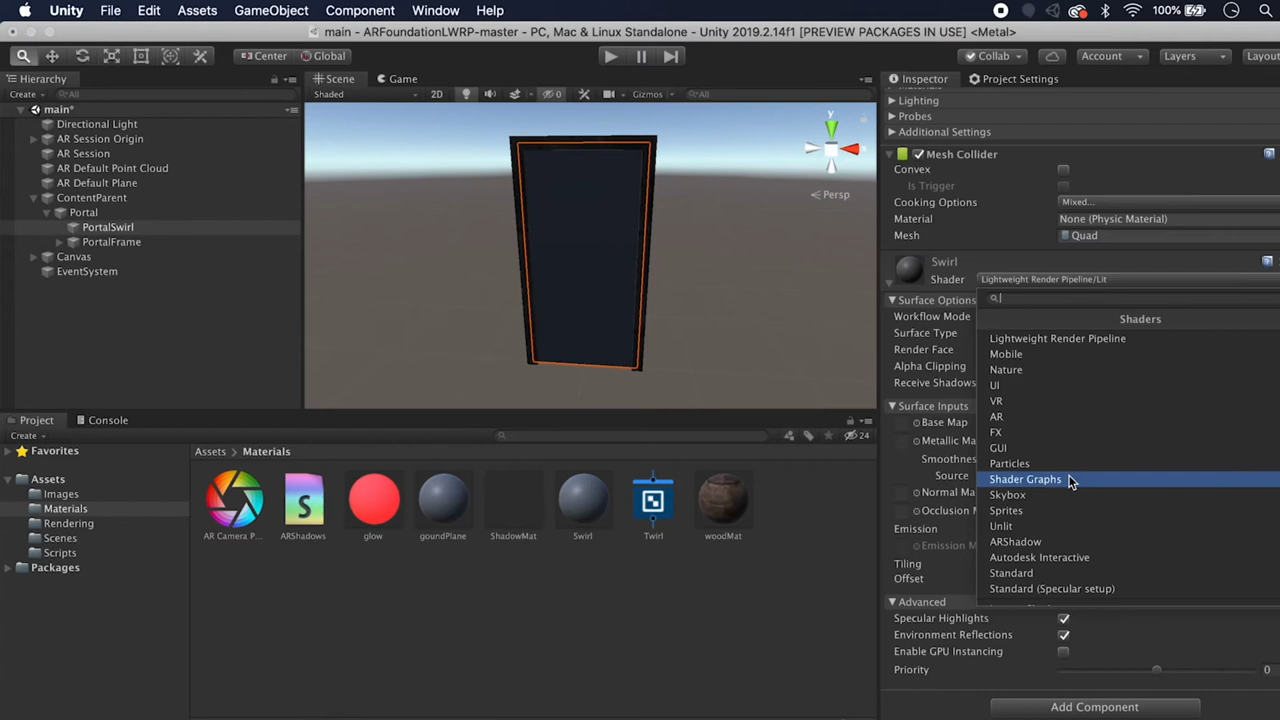 Unity File Edit Assets GameObject Component Window Help 100%
main - ARFoundationLWRP-master - PC, Mac & Linux Standalone - Unity 2019.2.14f1 [PREVIEW PACKAGES IN USE] <Metal>
Center Global Collab Account Layers Layou
Hierarchy
Create All
main*
Directional Light
AR Session Origin
AR Session
AR Default Point Cloud
AR Default Plane
ContentParent
Portal
PortalSwirl
PortalFrame
Canvas
EventSystem
Scene Game
Shaded 2D 0 Gizmos All
y
x
Persp
Inspector Project Settings
Lighting
Probes
Additional Settings
Mesh Collider
Convex
Is Trigger
Cooking Options Mixed...
Material None (Physic Material)
Mesh Quad
Swirl
Shader Lightweight Render Pipeline/Lit
Surface Options
Workflow Mode
Surface Type
Render Face
Alpha Clipping
Receive Shadows
Surface Inputs
Base Map
Metallic Ma
Smoothnes
Source
Normal Ma
Occlusion M
Emission
Emission M
Tiling
Offset
Shaders
Lightweight Render Pipeline
Mobile
Nature
UI
VR
AR
FX
GUI
Particles
Shader Graphs
Skybox
Sprites
Unlit
ARShadow
Autodesk Interactive
Standard
Standard (Specular setup)
Advanced
Specular Highlights
Environment Reflections
Enable GPU Instancing
Priority 0
Add Component
Project Console
Create 24
Favorites
Assets
Images
Materials
Rendering
Scenes
Scripts
Packages
Assets Materials
AR Camera P... ARShadows glow goundPlane ShadowMat Swirl Twirl woodMat